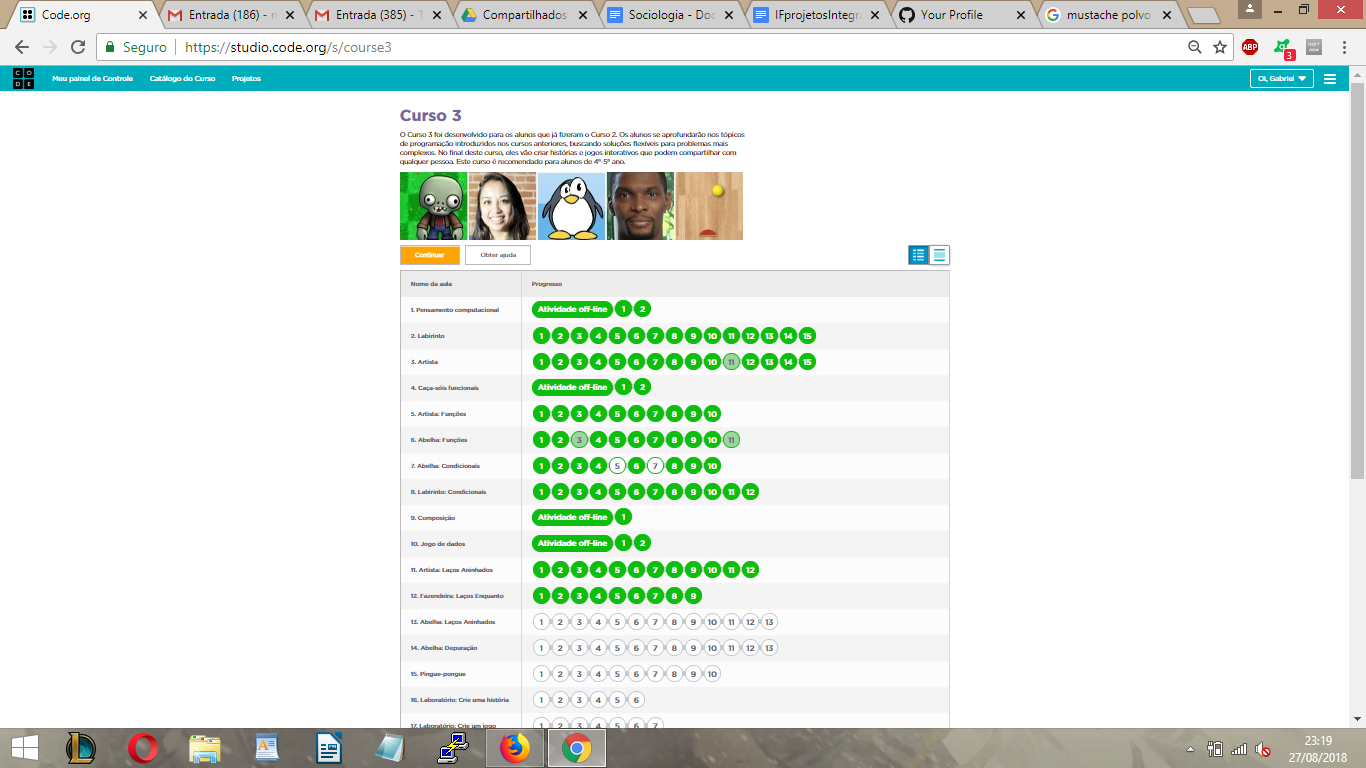 Code.org
Entrada (186) - n
Entrada (385) - 1
Compartilhados
Sociologia - Doc
IFprojetosIntegra
Your Profile
mustache polvo
Seguro
https://studio.code.org/s/course3
ABP
3
C O
D E
Meu painel de Controle
Catálogo do Curso
Projetos
Oi, Gabriel
Curso 3
O Curso 3 foi desenvolvido para os alunos que já fizeram o Curso 2. Os alunos se aprofundarão nos tópicos
de programação introduzidos nos cursos anteriores, buscando soluções flexíveis para problemas mais
complexos. No final deste curso, eles vão criar histórias e jogos interativos que podem compartilhar com
qualquer pessoa. Este curso é recomendado para alunos de 4º-5º ano.
Continuar
Obter ajuda
Nome da aula Progresso
1. Pensamento computacional Atividade off-line 1 2
2. Labirinto 1 2 3 4 5 6 7 8 9 10 11 12 13 14 15
3. Artista 1 2 3 4 5 6 7 8 9 10 11 12 13 14 15
4. Caça-sóis funcionais Atividade off-line 1 2
5. Artista: Funções 1 2 3 4 5 6 7 8 9 10
6. Abelha: Funções 1 2 3 4 5 6 7 8 9 10 11
7. Abelha: Condicionais 1 2 3 4 5 6 7 8 9 10
8. Labirinto: Condicionais 1 2 3 4 5 6 7 8 9 10 11 12
9. Composição Atividade off-line 1
10. Jogo de dados Atividade off-line 1 2
11. Artista: Laços Aninhados 1 2 3 4 5 6 7 8 9 10 11 12
12. Fazendeira: Laços Enquanto 1 2 3 4 5 6 7 8 9
13. Abelha: Laços Aninhados 1 2 3 4 5 6 7 8 9 10 11 12 13
14. Abelha: Depuração 1 2 3 4 5 6 7 8 9 10 11 12 13
15. Pingue-pongue 1 2 3 4 5 6 7 8 9 10
16. Laboratório: Crie uma história 1 2 3 4 5 6
17. Laboratório: Crie um jogo 1 2 3 4 5 6 7
23:19
27/08/2018